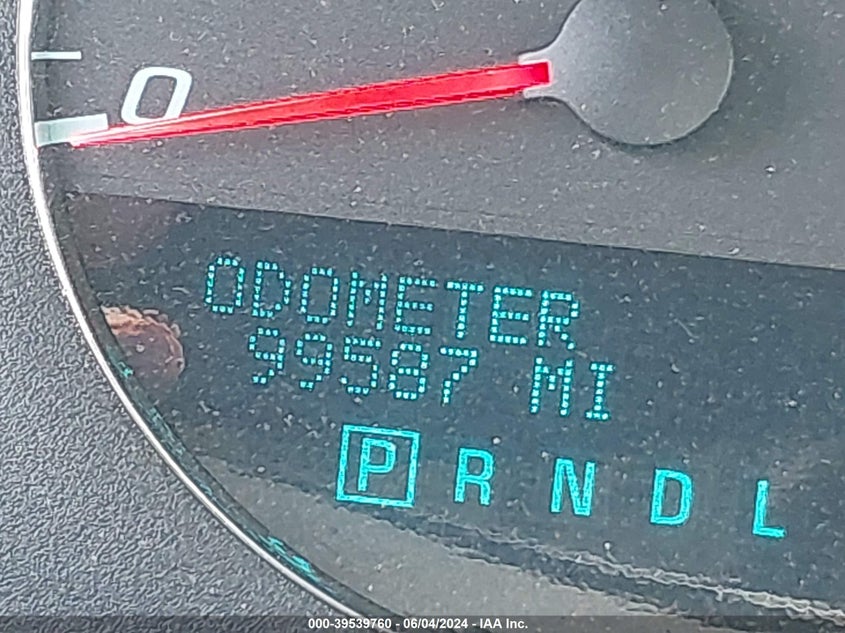 0
ODOMETER
99587 MI
P R N D L
000-39539760 - 06/04/2024 - IAA Inc.